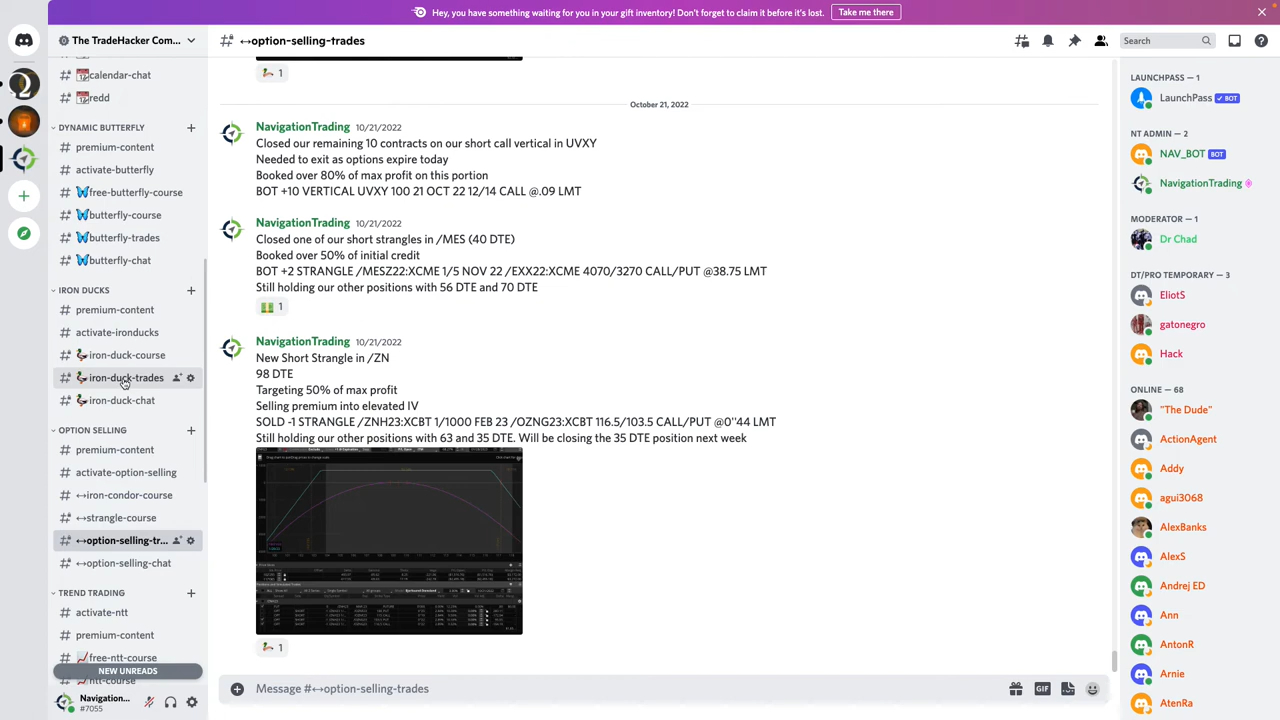 Hey, you have something waiting for you in your gift inventory! Don't forget to claim it before it's lost.
Take me there
The TradeHacker Com...
calendar-chat
redd
DYNAMIC BUTTERFLY
premium-content
activate-butterfly
free-butterfly-course
butterfly-course
butterfly-trades
butterfly-chat
IRON DUCKS
premium-content
activate-ironducks
iron-duck-course
iron-duck-trades
iron-duck-chat
OPTION SELLING
premium-content
activate-option-selling
↔iron-condor-course
↔strangle-course
↔option-selling-tr...
↔option-selling-chat
TREND TRADING
activate-ntt
premium-content
free-ntt-course
ntt-course
NEW UNREADS
Navigation...
#7055
↔option-selling-trades
Search
1
October 21, 2022
NavigationTrading 10/21/2022
Closed our remaining 10 contracts on our short call vertical in UVXY
Needed to exit as options expire today
Booked over 80% of max profit on this portion
BOT +10 VERTICAL UVXY 100 21 OCT 22 12/14 CALL @.09 LMT
NavigationTrading 10/21/2022
Closed one of our short strangles in /MES (40 DTE)
Booked over 50% of initial credit
BOT +2 STRANGLE /MESZ22:XCME 1/5 NOV 22 /EXX22:XCME 4070/3270 CALL/PUT @38.75 LMT
Still holding our other positions with 56 DTE and 70 DTE
1
NavigationTrading 10/21/2022
New Short Strangle in /ZN
98 DTE
Targeting 50% of max profit
Selling premium into elevated IV
SOLD -1 STRANGLE /ZNH23:XCBT 1/1000 FEB 23 /OZNG23:XCBT 116.5/103.5 CALL/PUT @0"44 LMT
Still holding our other positions with 63 and 35 DTE. Will be closing the 35 DTE position next week
1
Message #↔option-selling-trades
GIF
LAUNCHPASS — 1
LaunchPass ✓ BOT
NT ADMIN — 2
NAV_BOT BOT
NavigationTrading
MODERATOR — 1
Dr Chad
DT/PRO TEMPORARY — 3
EliotS
gatonegro
Hack
ONLINE — 68
"The Dude"
ActionAgent
Addy
agui3068
AlexBanks
AlexS
Andrej ED
Ann
AntonR
Arnie
AtenRa